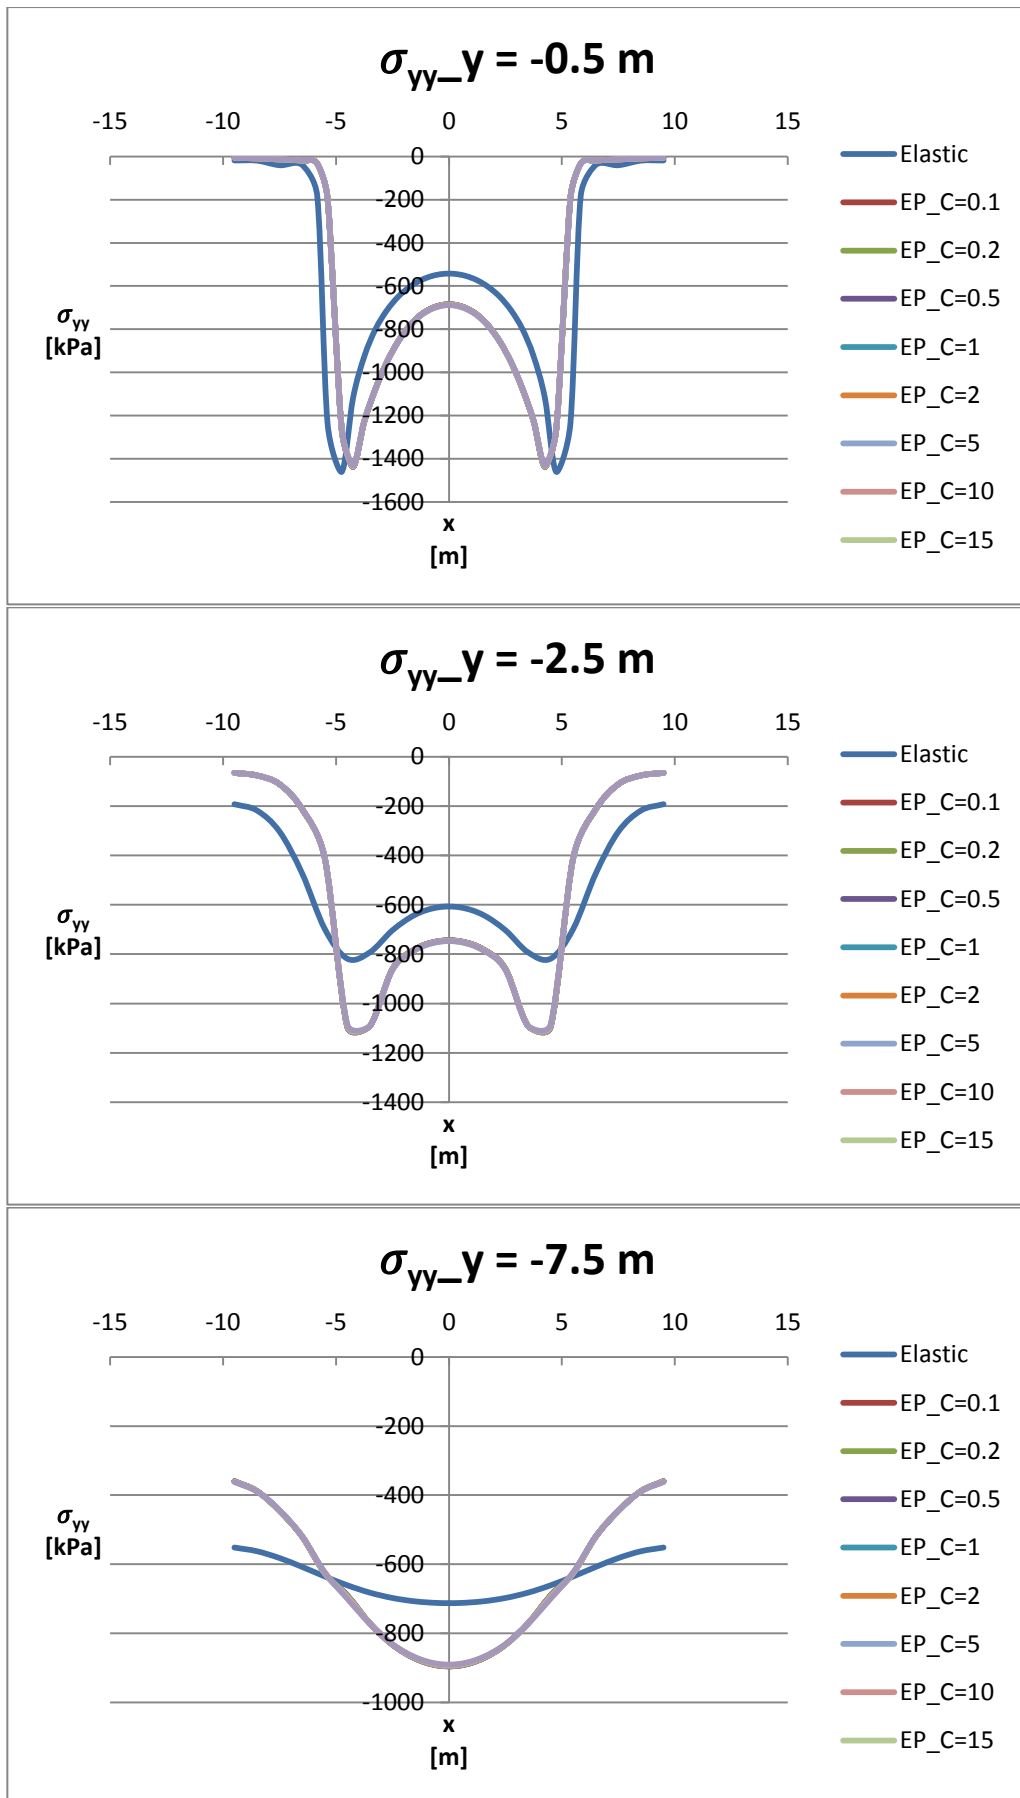 σyy_y = -0.5 m
-15 -10 -5 0 5 10 15
0
-200
-400
-600
-800
-1000
-1200
-1400
-1600
σyy
[kPa]
x
[m]
Elastic
EP_C=0.1
EP_C=0.2
EP_C=0.5
EP_C=1
EP_C=2
EP_C=5
EP_C=10
EP_C=15
σyy_y = -2.5 m
-15 -10 -5 0 5 10 15
0
-200
-400
-600
-800
-1000
-1200
-1400
σyy
[kPa]
x
[m]
Elastic
EP_C=0.1
EP_C=0.2
EP_C=0.5
EP_C=1
EP_C=2
EP_C=5
EP_C=10
EP_C=15
σyy_y = -7.5 m
-15 -10 -5 0 5 10 15
0
-200
-400
-600
-800
-1000
σyy
[kPa]
x
[m]
Elastic
EP_C=0.1
EP_C=0.2
EP_C=0.5
EP_C=1
EP_C=2
EP_C=5
EP_C=10
EP_C=15